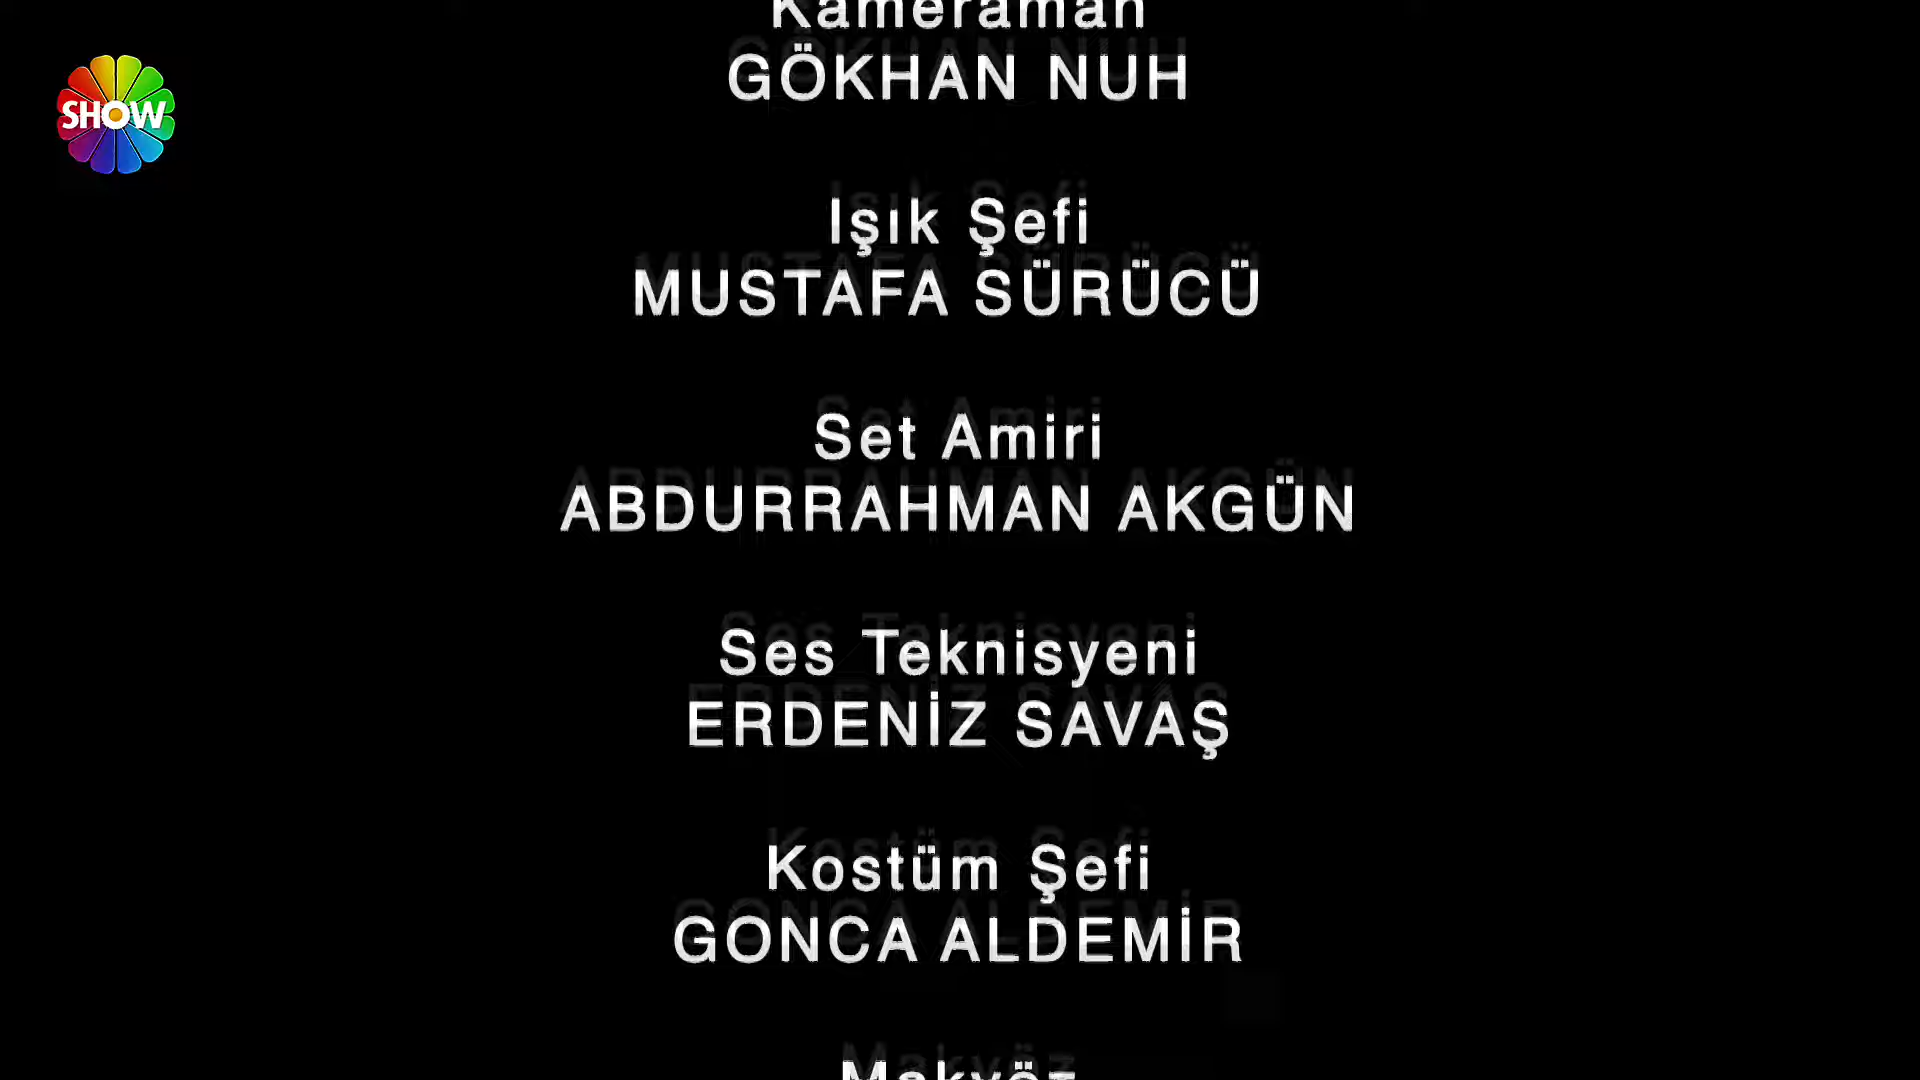 Kameraman
GÖKHAN NUH
SHOW
Işık Şefi
MUSTAFA SÜRÜCÜ
Set Amiri
ABDURRAHMAN AKGÜN
Ses Teknisyeni
ERDENİZ SAVAŞ
Kostüm Şefi
GONCA ALDEMİR
Makyöz